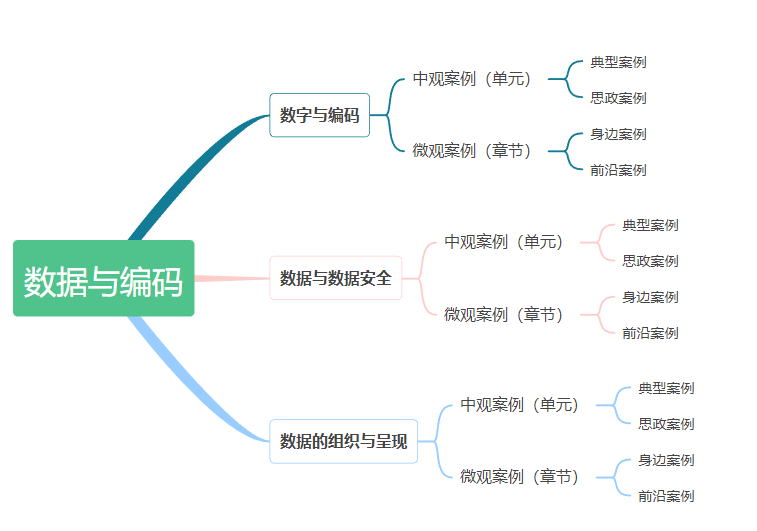 数据与编码
数字与编码
中观案例（单元）
典型案例
思政案例
微观案例（章节）
身边案例
前沿案例
数据与数据安全
中观案例（单元）
典型案例
思政案例
微观案例（章节）
身边案例
前沿案例
数据的组织与呈现
中观案例（单元）
典型案例
思政案例
微观案例（章节）
身边案例
前沿案例